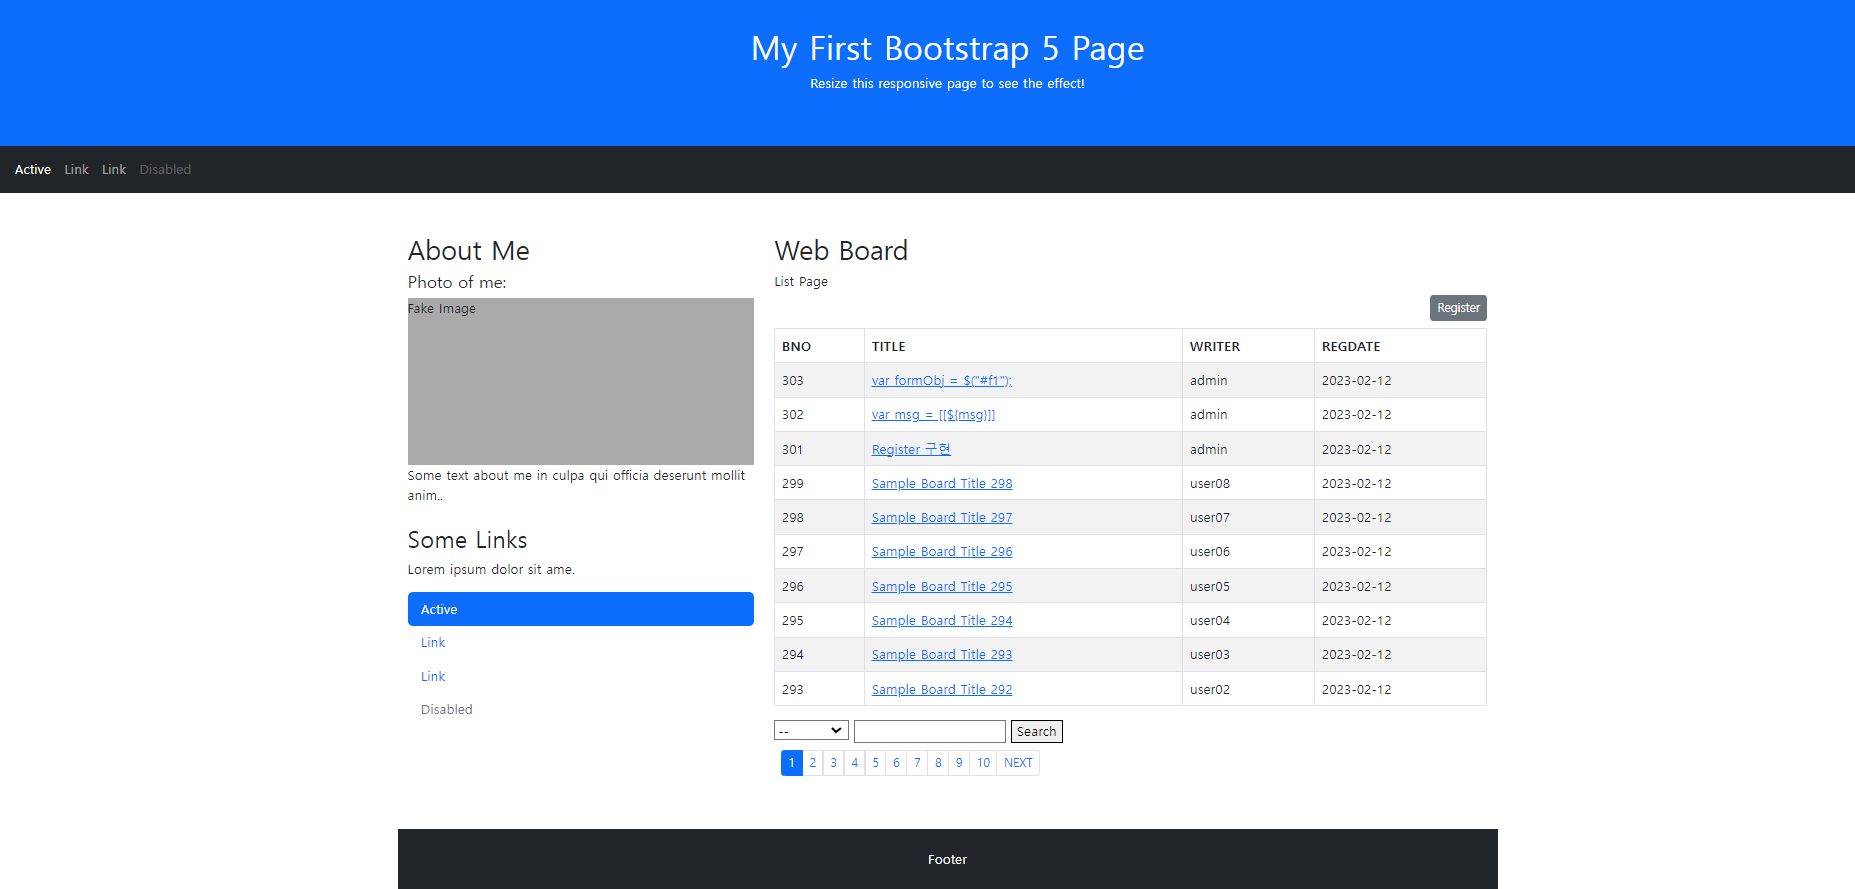 My First Bootstrap 5 Page
Resize this responsive page to see the effect!
Active Link Link Disabled
About Me
Photo of me:
Fake Image
Some text about me in culpa qui officia deserunt mollit
anim..
Some Links
Lorem ipsum dolor sit ame.
Active
Link
Link
Disabled
Web Board
List Page
Register
BNO TITLE WRITER REGDATE
303 var formObj = $("#f1"); admin 2023-02-12
302 var msg = [[${msg}]] admin 2023-02-12
301 Register 구현 admin 2023-02-12
299 Sample Board Title 298 user08 2023-02-12
298 Sample Board Title 297 user07 2023-02-12
297 Sample Board Title 296 user06 2023-02-12
296 Sample Board Title 295 user05 2023-02-12
295 Sample Board Title 294 user04 2023-02-12
294 Sample Board Title 293 user03 2023-02-12
293 Sample Board Title 292 user02 2023-02-12
-- Search
1 2 3 4 5 6 7 8 9 10 NEXT
Footer